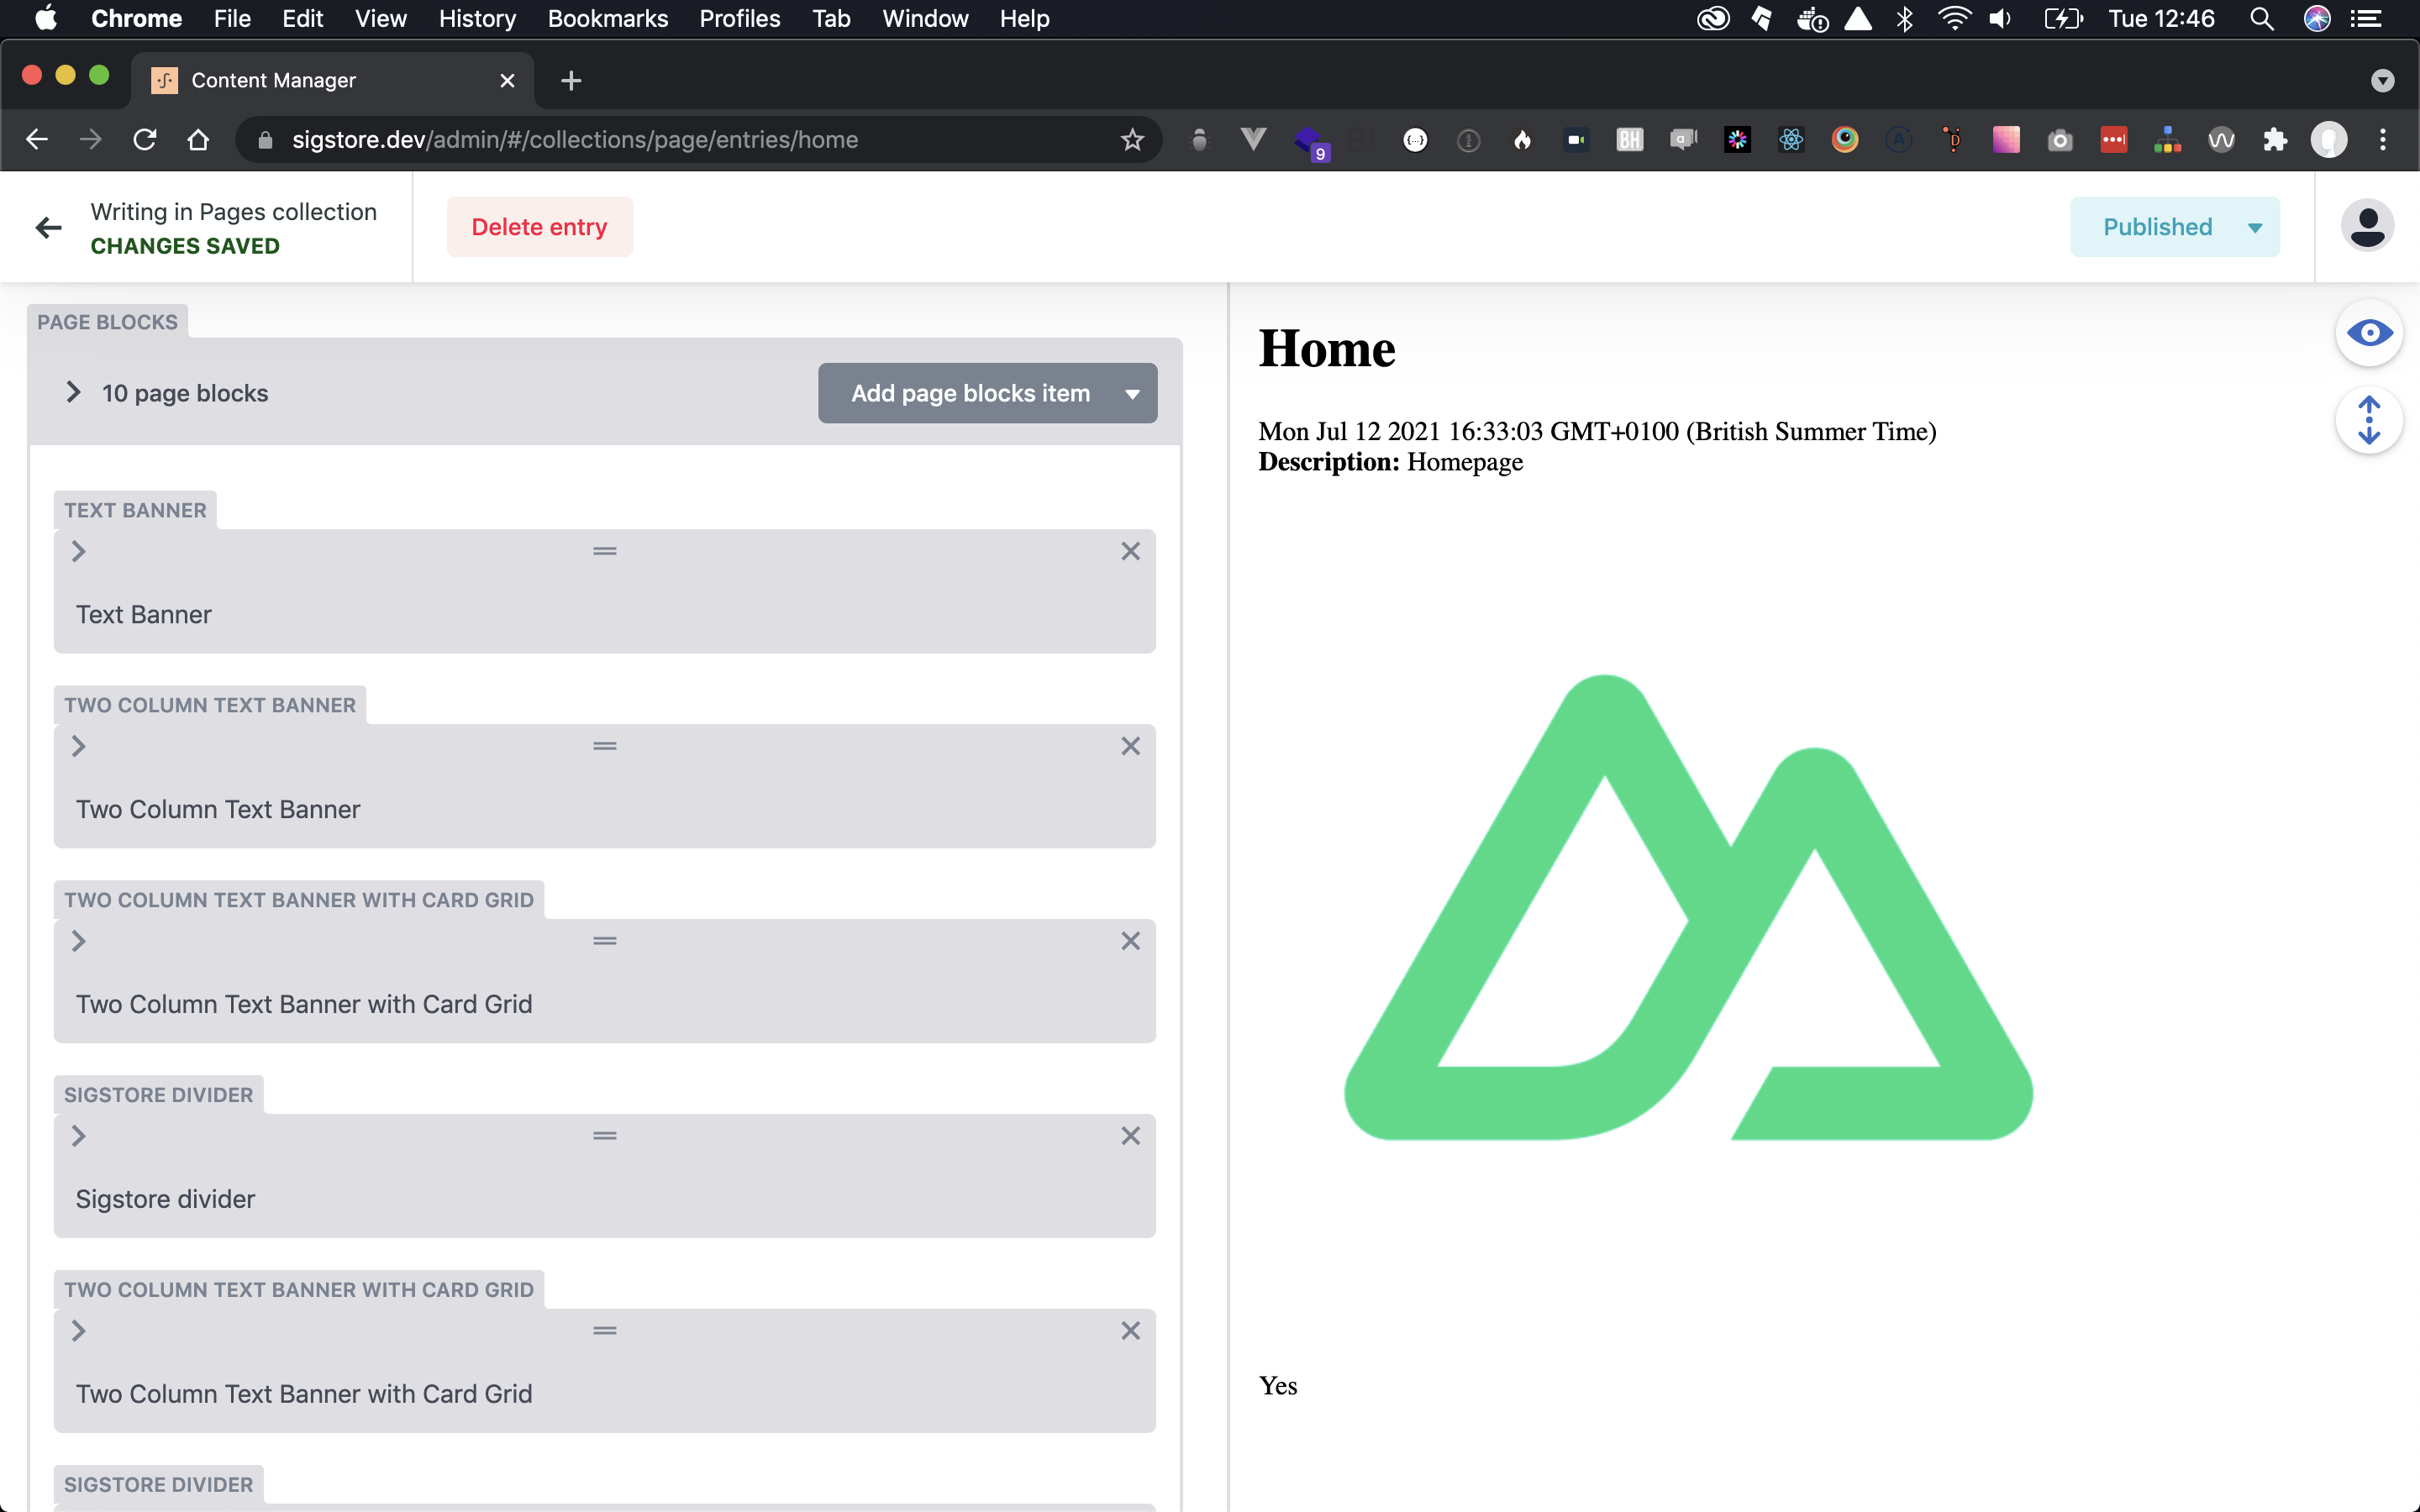 Chrome File Edit View History Bookmarks Profiles Tab Window Help Tue 12:46
Content Manager
sigstore.dev/admin/#/collections/page/entries/home
9
BH
Writing in Pages collection
CHANGES SAVED
Delete entry
Published
PAGE BLOCKS
10 page blocks
Add page blocks item
TEXT BANNER
Text Banner
TWO COLUMN TEXT BANNER
Two Column Text Banner
TWO COLUMN TEXT BANNER WITH CARD GRID
Two Column Text Banner with Card Grid
SIGSTORE DIVIDER
Sigstore divider
TWO COLUMN TEXT BANNER WITH CARD GRID
Two Column Text Banner with Card Grid
SIGSTORE DIVIDER
Home
Mon Jul 12 2021 16:33:03 GMT+0100 (British Summer Time)
Description: Homepage
Yes